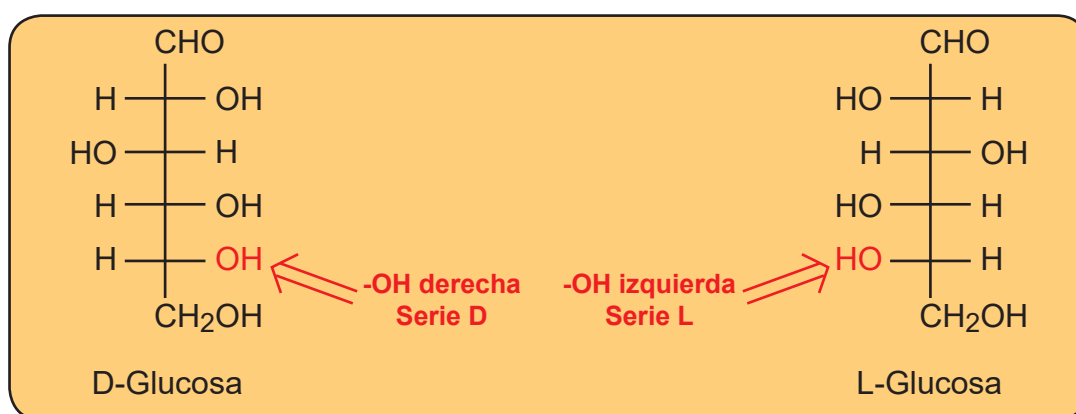 CHO
H OH
HO H
H OH
H OH
CH2OH
D-Glucosa
-OH derecha
Serie D
-OH izquierda
Serie L
CHO
HO H
H OH
HO H
HO H
CH2OH
L-Glucosa